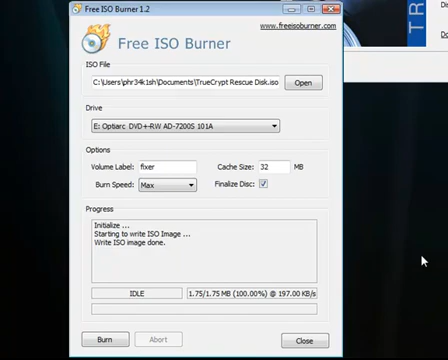 Free ISO Burner 1.2
www.freeisoburner.com
Free ISO Burner
ISO File
C:\Users\phr34k1sh\Documents\TrueCrypt Rescue Disk.iso
Open
Drive
E: Optiarc DVD+-RW AD-7200S 101A
Options
Volume Label: fixer
Cache Size: 32 MB
Burn Speed: Max
Finalize Disc:
Progress
Initialize ...
Starting to write ISO Image ...
Write ISO image done.
IDLE
1.75/1.75 MB (100.00%) @ 197.00 KB/s
Burn
Abort
Close
TR